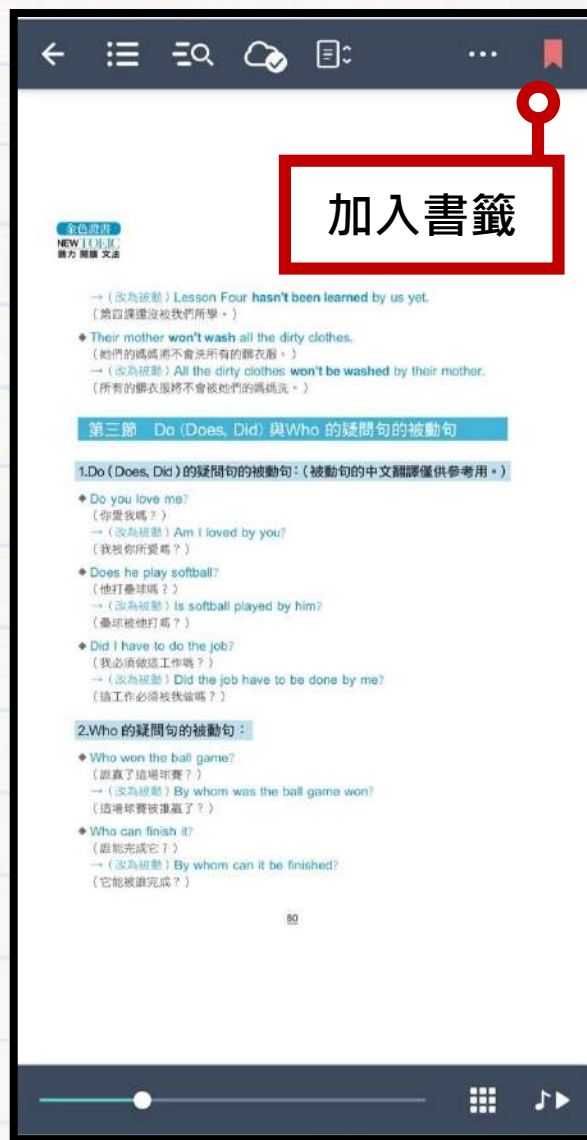 加入書籤
金色證書
NEW TOEIC
聽力 閱讀 文法
→（改為被動）Lesson Four hasn't been learned by us yet.
（第四課還沒被我們所學。）
◆ Their mother won't wash all the dirty clothes.
（她們的媽媽將不會洗所有的髒衣服。）
→（改為被動）All the dirty clothes won't be washed by their mother.
（所有的髒衣服將不會被她們的媽媽洗。）
第三節 Do (Does, Did) 與Who 的疑問句的被動句
1.Do (Does, Did) 的疑問句的被動句：（被動句的中文翻譯僅供參考用。）
◆ Do you love me?
（你愛我嗎？）
→（改為被動）Am I loved by you?
（我被你所愛嗎？）
◆ Does he play softball?
（他打壘球嗎？）
→（改為被動）Is softball played by him?
（壘球被他打嗎？）
◆ Did I have to do the job?
（我必須做這工作嗎？）
→（改為被動）Did the job have to be done by me?
（這工作必須被我做嗎？）
2.Who 的疑問句的被動句：
◆ Who won the ball game?
（誰贏了這場球賽？）
→（改為被動）By whom was the ball game won?
（這場球賽被誰贏了？）
◆ Who can finish it?
（誰能完成它？）
→（改為被動）By whom can it be finished?
（它能被誰完成？）
60